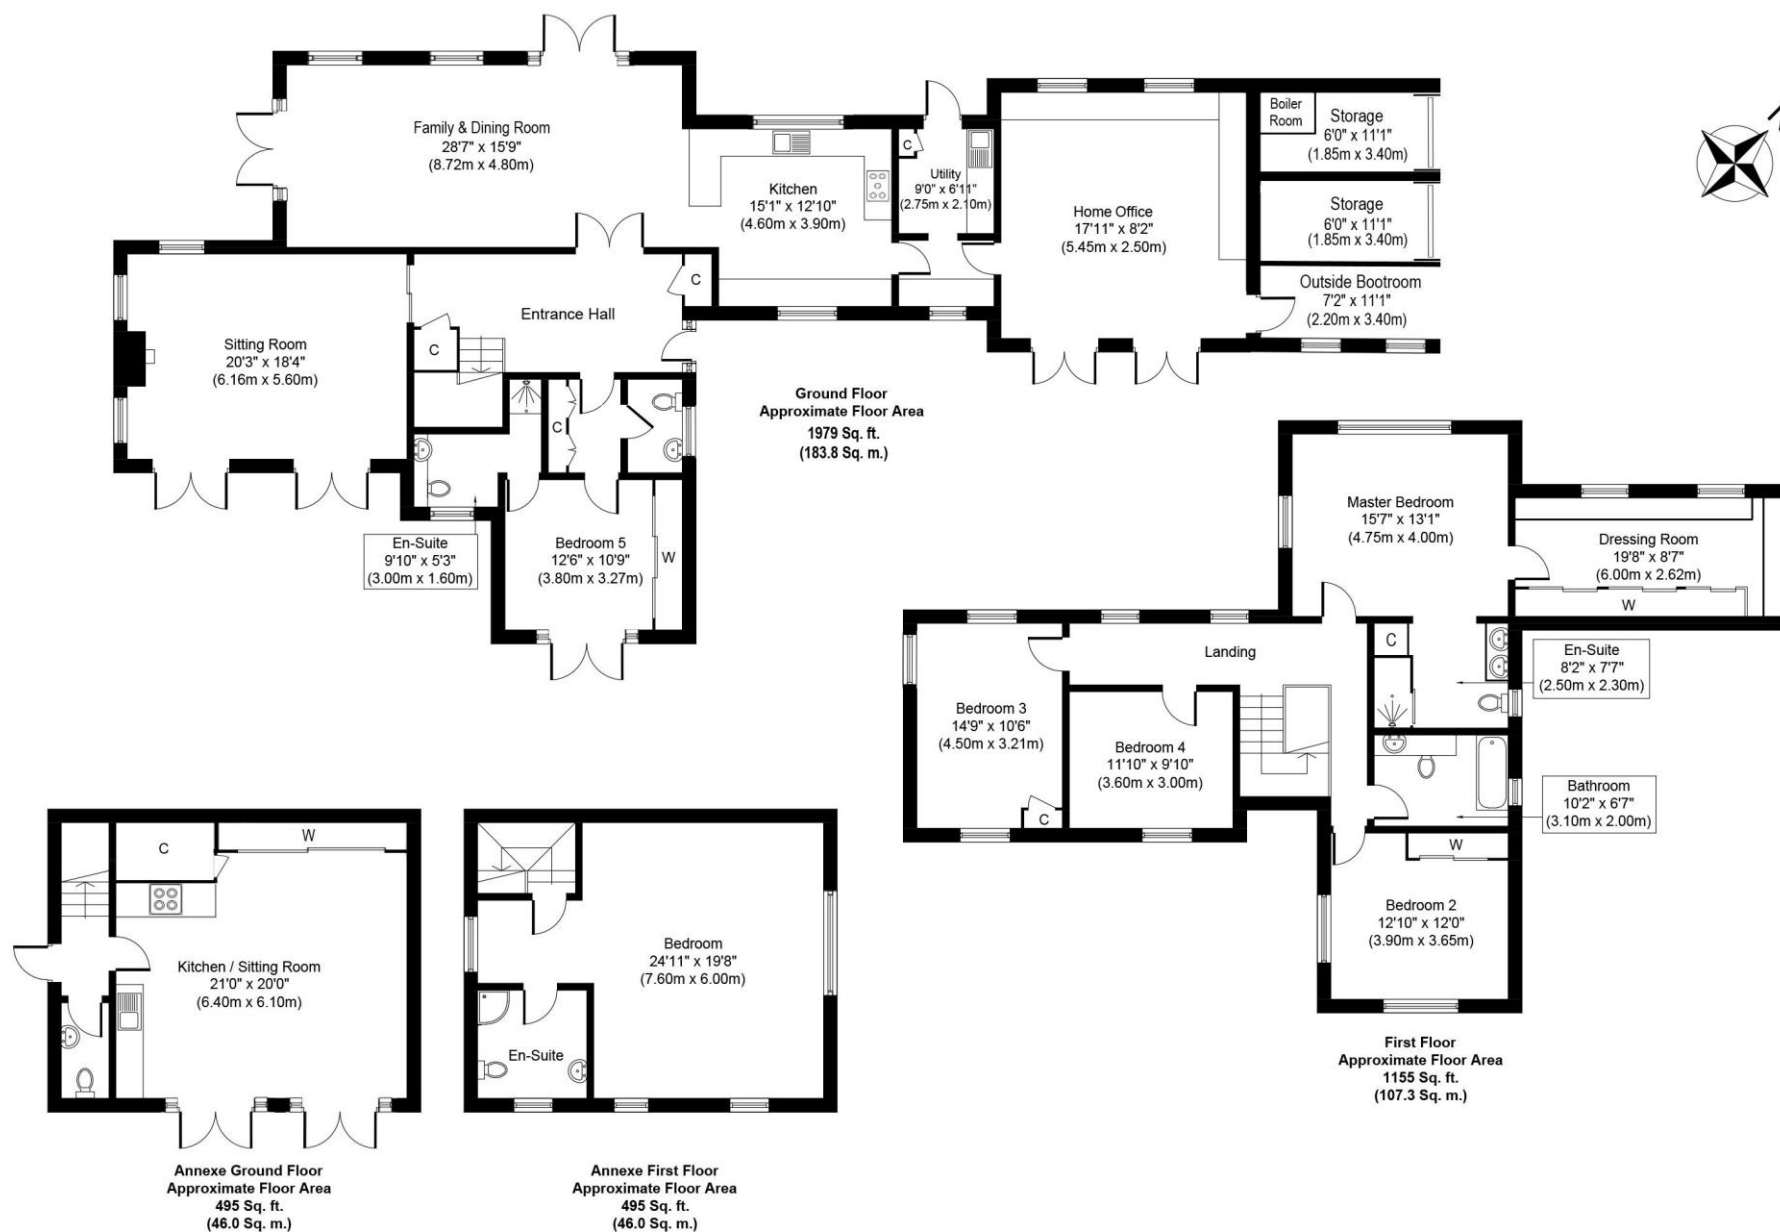 Family & Dining Room
28'7" x 15'9"
(8.72m x 4.80m)
Kitchen
15'1" x 12'10"
(4.60m x 3.90m)
C
Utility
9'0" x 6'11"
(2.75m x 2.10m)
Home Office
17'11" x 8'2"
(5.45m x 2.50m)
Boiler
Room
Storage
6'0" x 11'1"
(1.85m x 3.40m)
Storage
6'0" x 11'1"
(1.85m x 3.40m)
Outside Bootroom
7'2" x 11'1"
(2.20m x 3.40m)
Sitting Room
20'3" x 18'4"
(6.16m x 5.60m)
Entrance Hall
C
C
C
En-Suite
9'10" x 5'3"
(3.00m x 1.60m)
Bedroom 5
12'6" x 10'9"
(3.80m x 3.27m)
W
Ground Floor
Approximate Floor Area
1979 Sq. ft.
(183.8 Sq. m.)
Master Bedroom
15'7" x 13'1"
(4.75m x 4.00m)
Dressing Room
19'8" x 8'7"
(6.00m x 2.62m)
W
Landing
C
En-Suite
8'2" x 7'7"
(2.50m x 2.30m)
Bedroom 3
14'9" x 10'6"
(4.50m x 3.21m)
C
Bedroom 4
11'10" x 9'10"
(3.60m x 3.00m)
Bathroom
10'2" x 6'7"
(3.10m x 2.00m)
W
Bedroom 2
12'10" x 12'0"
(3.90m x 3.65m)
First Floor
Approximate Floor Area
1155 Sq. ft.
(107.3 Sq. m.)
C
W
Kitchen / Sitting Room
21'0" x 20'0"
(6.40m x 6.10m)
Annexe Ground Floor
Approximate Floor Area
495 Sq. ft.
(46.0 Sq. m.)
Bedroom
24'11" x 19'8"
(7.60m x 6.00m)
En-Suite
Annexe First Floor
Approximate Floor Area
495 Sq. ft.
(46.0 Sq. m.)